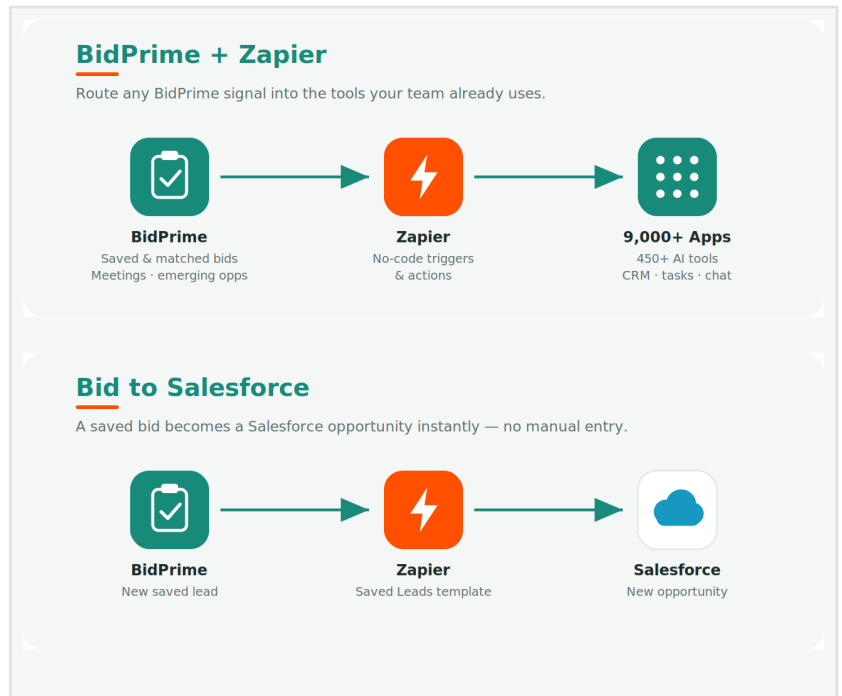 BidPrime + Zapier
Route any BidPrime signal into the tools your team already uses.
BidPrime
Saved & matched bids
Meetings · emerging opps
Zapier
No-code triggers
& actions
9,000+ Apps
450+ AI tools
CRM · tasks · chat
Bid to Salesforce
A saved bid becomes a Salesforce opportunity instantly — no manual entry.
BidPrime
New saved lead
Zapier
Saved Leads template
Salesforce
New opportunity